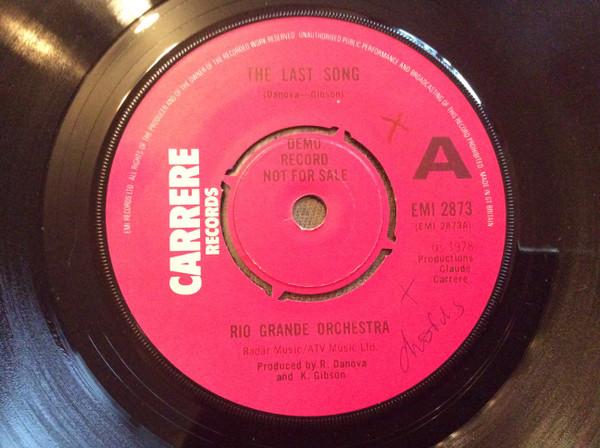 EMI RECORDS LTD. ALL RIGHTS OF THE PRODUCER AND OF THE OWNER OF THE RECORDED WORK RESERVED UNAUTHORISED PUBLIC PERFORMANCE AND BROADCASTING OF THIS RECORD PROHIBITED MADE IN GT BRITAIN
THE LAST SONG
(Danova—Gibson)
DEMO
RECORD
NOT FOR SALE
A
CARRERE
RECORDS
EMI 2873
(EMI 2873A)
1978
Productions
Claude
Carrere
chords
RIO GRANDE ORCHESTRA
Radar Music/ATV Music Ltd.
Produced by R. Danova
and K. Gibson